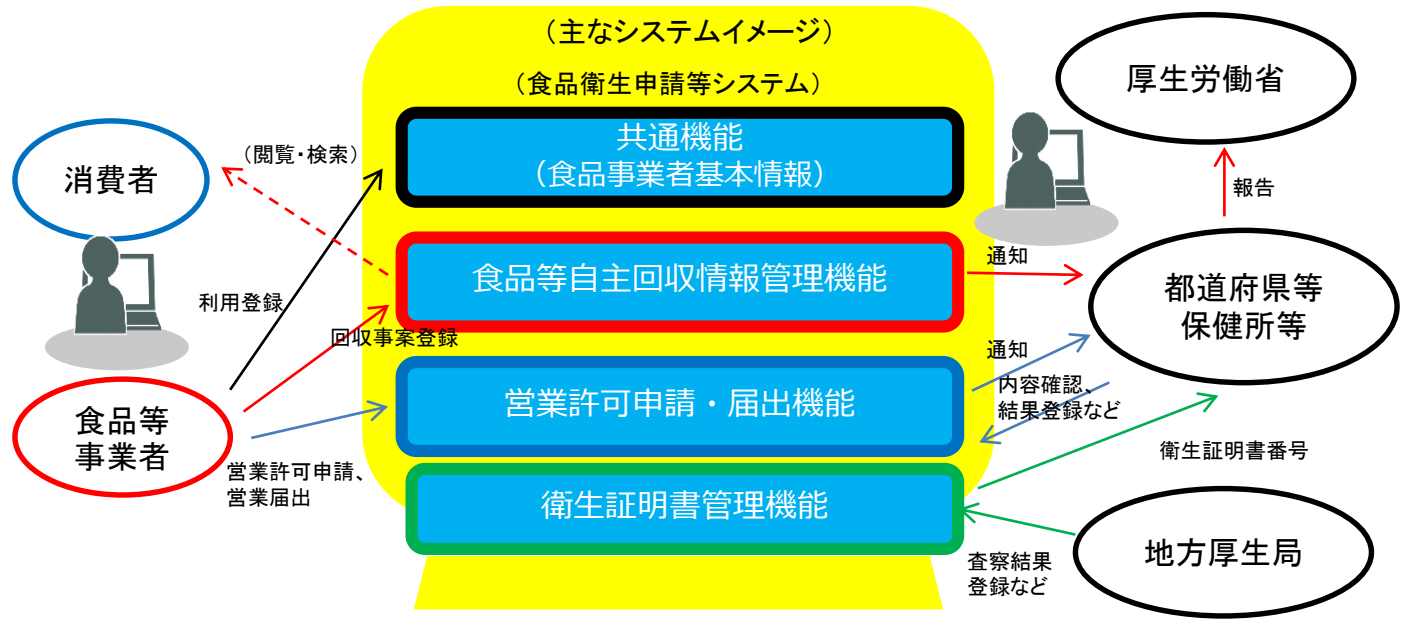 （主なシステムイメージ）
（食品衛生申請等システム）
共通機能
（食品事業者基本情報）
食品等自主回収情報管理機能
営業許可申請・届出機能
衛生証明書管理機能
消費者
（閲覧・検索）
利用登録
回収事案登録
食品等
事業者
営業許可申請、
営業届出
厚生労働省
報告
通知
都道府県等
保健所等
通知
内容確認、
結果登録など
衛生証明書番号
地方厚生局
査察結果
登録など